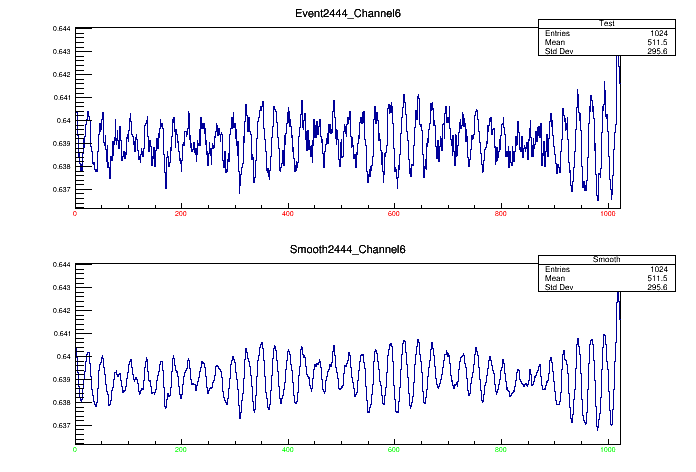 Event2444_Channel6
Test
Entries 1024
Mean 511.5
Std Dev 295.6
0.644
0.643
0.642
0.641
0.64
0.639
0.638
0.637
0 200 400 600 800 1000
Smooth2444_Channel6
Smooth
Entries 1024
Mean 511.5
Std Dev 295.6
0.644
0.643
0.642
0.641
0.64
0.639
0.638
0.637
0 200 400 600 800 1000